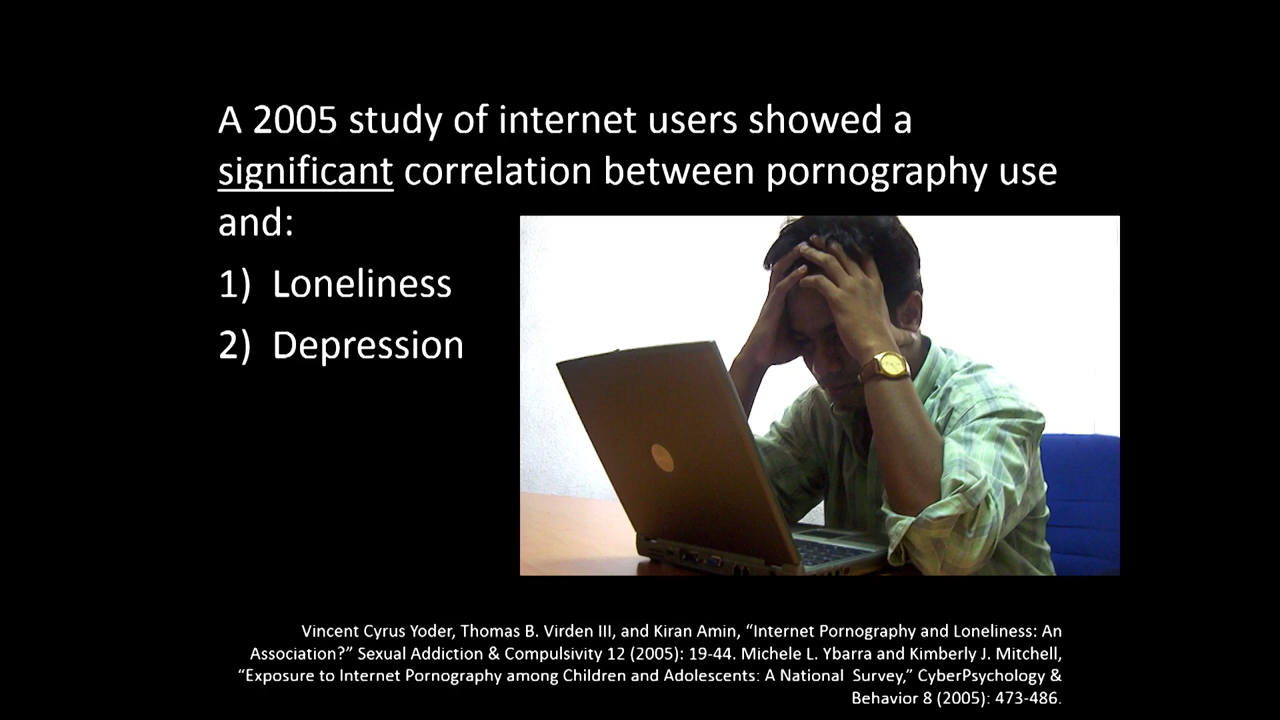 A 2005 study of internet users showed a
significant correlation between pornography use
and:
1) Loneliness
2) Depression
Vincent Cyrus Yoder, Thomas B. Virden III, and Kiran Amin, “Internet Pornography and Loneliness: An
Association?” Sexual Addiction & Compulsivity 12 (2005): 19-44. Michele L. Ybarra and Kimberly J. Mitchell,
“Exposure to Internet Pornography among Children and Adolescents: A National Survey,” CyberPsychology &
Behavior 8 (2005): 473-486.